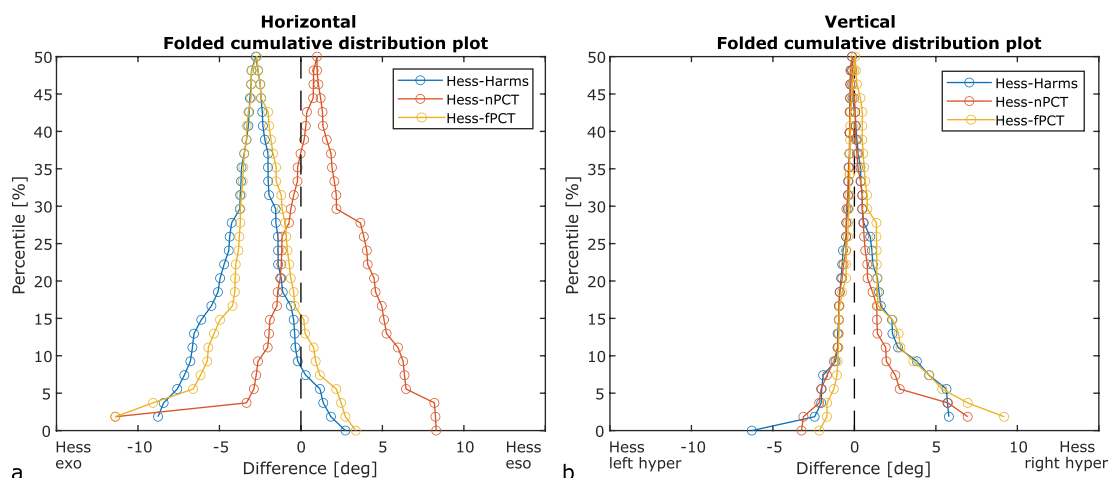 Horizontal
Folded cumulative distribution plot
Percentile [%]
50
45
40
35
30
25
20
15
10
5
0
Hess-Harms
Hess-nPCT
Hess-fPCT
Hess
exo
-10
-5
0
5
10
Hess
eso
Difference [deg]
a
Vertical
Folded cumulative distribution plot
Percentile [%]
50
45
40
35
30
25
20
15
10
5
0
Hess-Harms
Hess-nPCT
Hess-fPCT
Hess
left hyper
-10
-5
0
5
10
Hess
right hyper
Difference [deg]
b